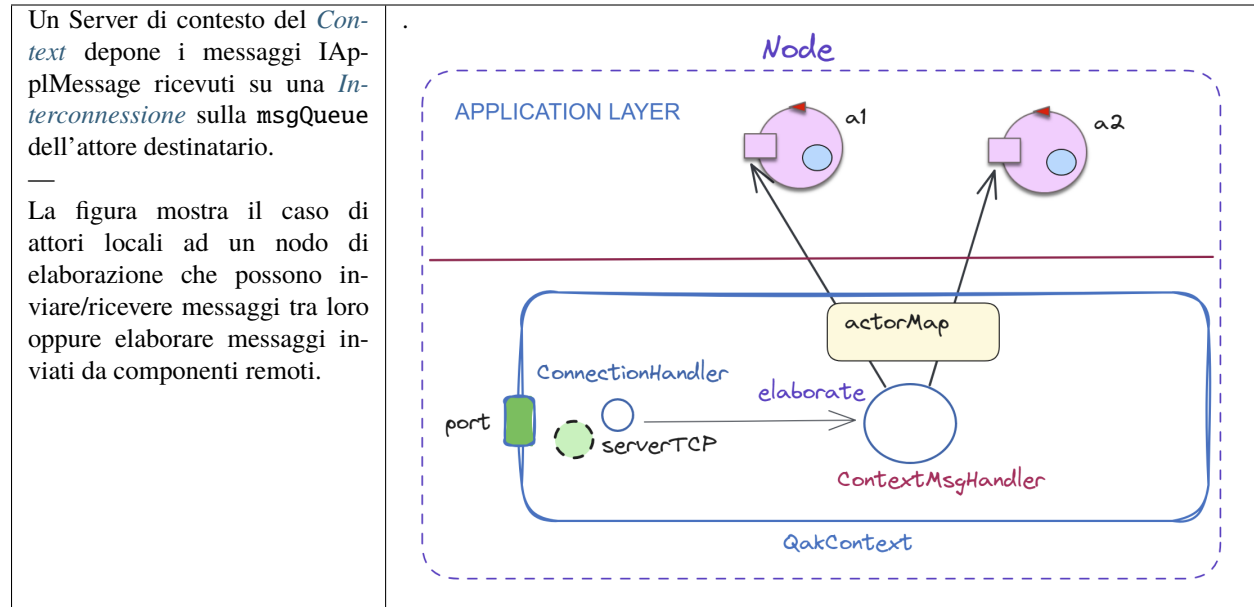 Un Server di contesto del Con-
text depone i messaggi IAp-
plMessage ricevuti su una In-
terconnessione sulla msgQueue
dell'attore destinatario.
—
La figura mostra il caso di
attori locali ad un nodo di
elaborazione che possono in-
viare/ricevere messaggi tra loro
oppure elaborare messaggi in-
viati da componenti remoti.
.
Node
APPLICATION LAYER
a1
a2
actorMap
ConnectionHandler
elaborate
port
serverTCP
ContextMsgHandler
QakContext